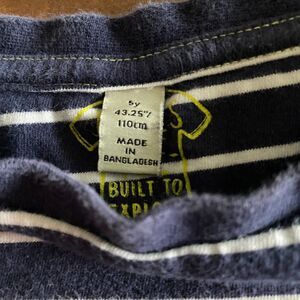 5y
43.25"/
110cm
MADE
IN
BANGLADESH
BUILT TO